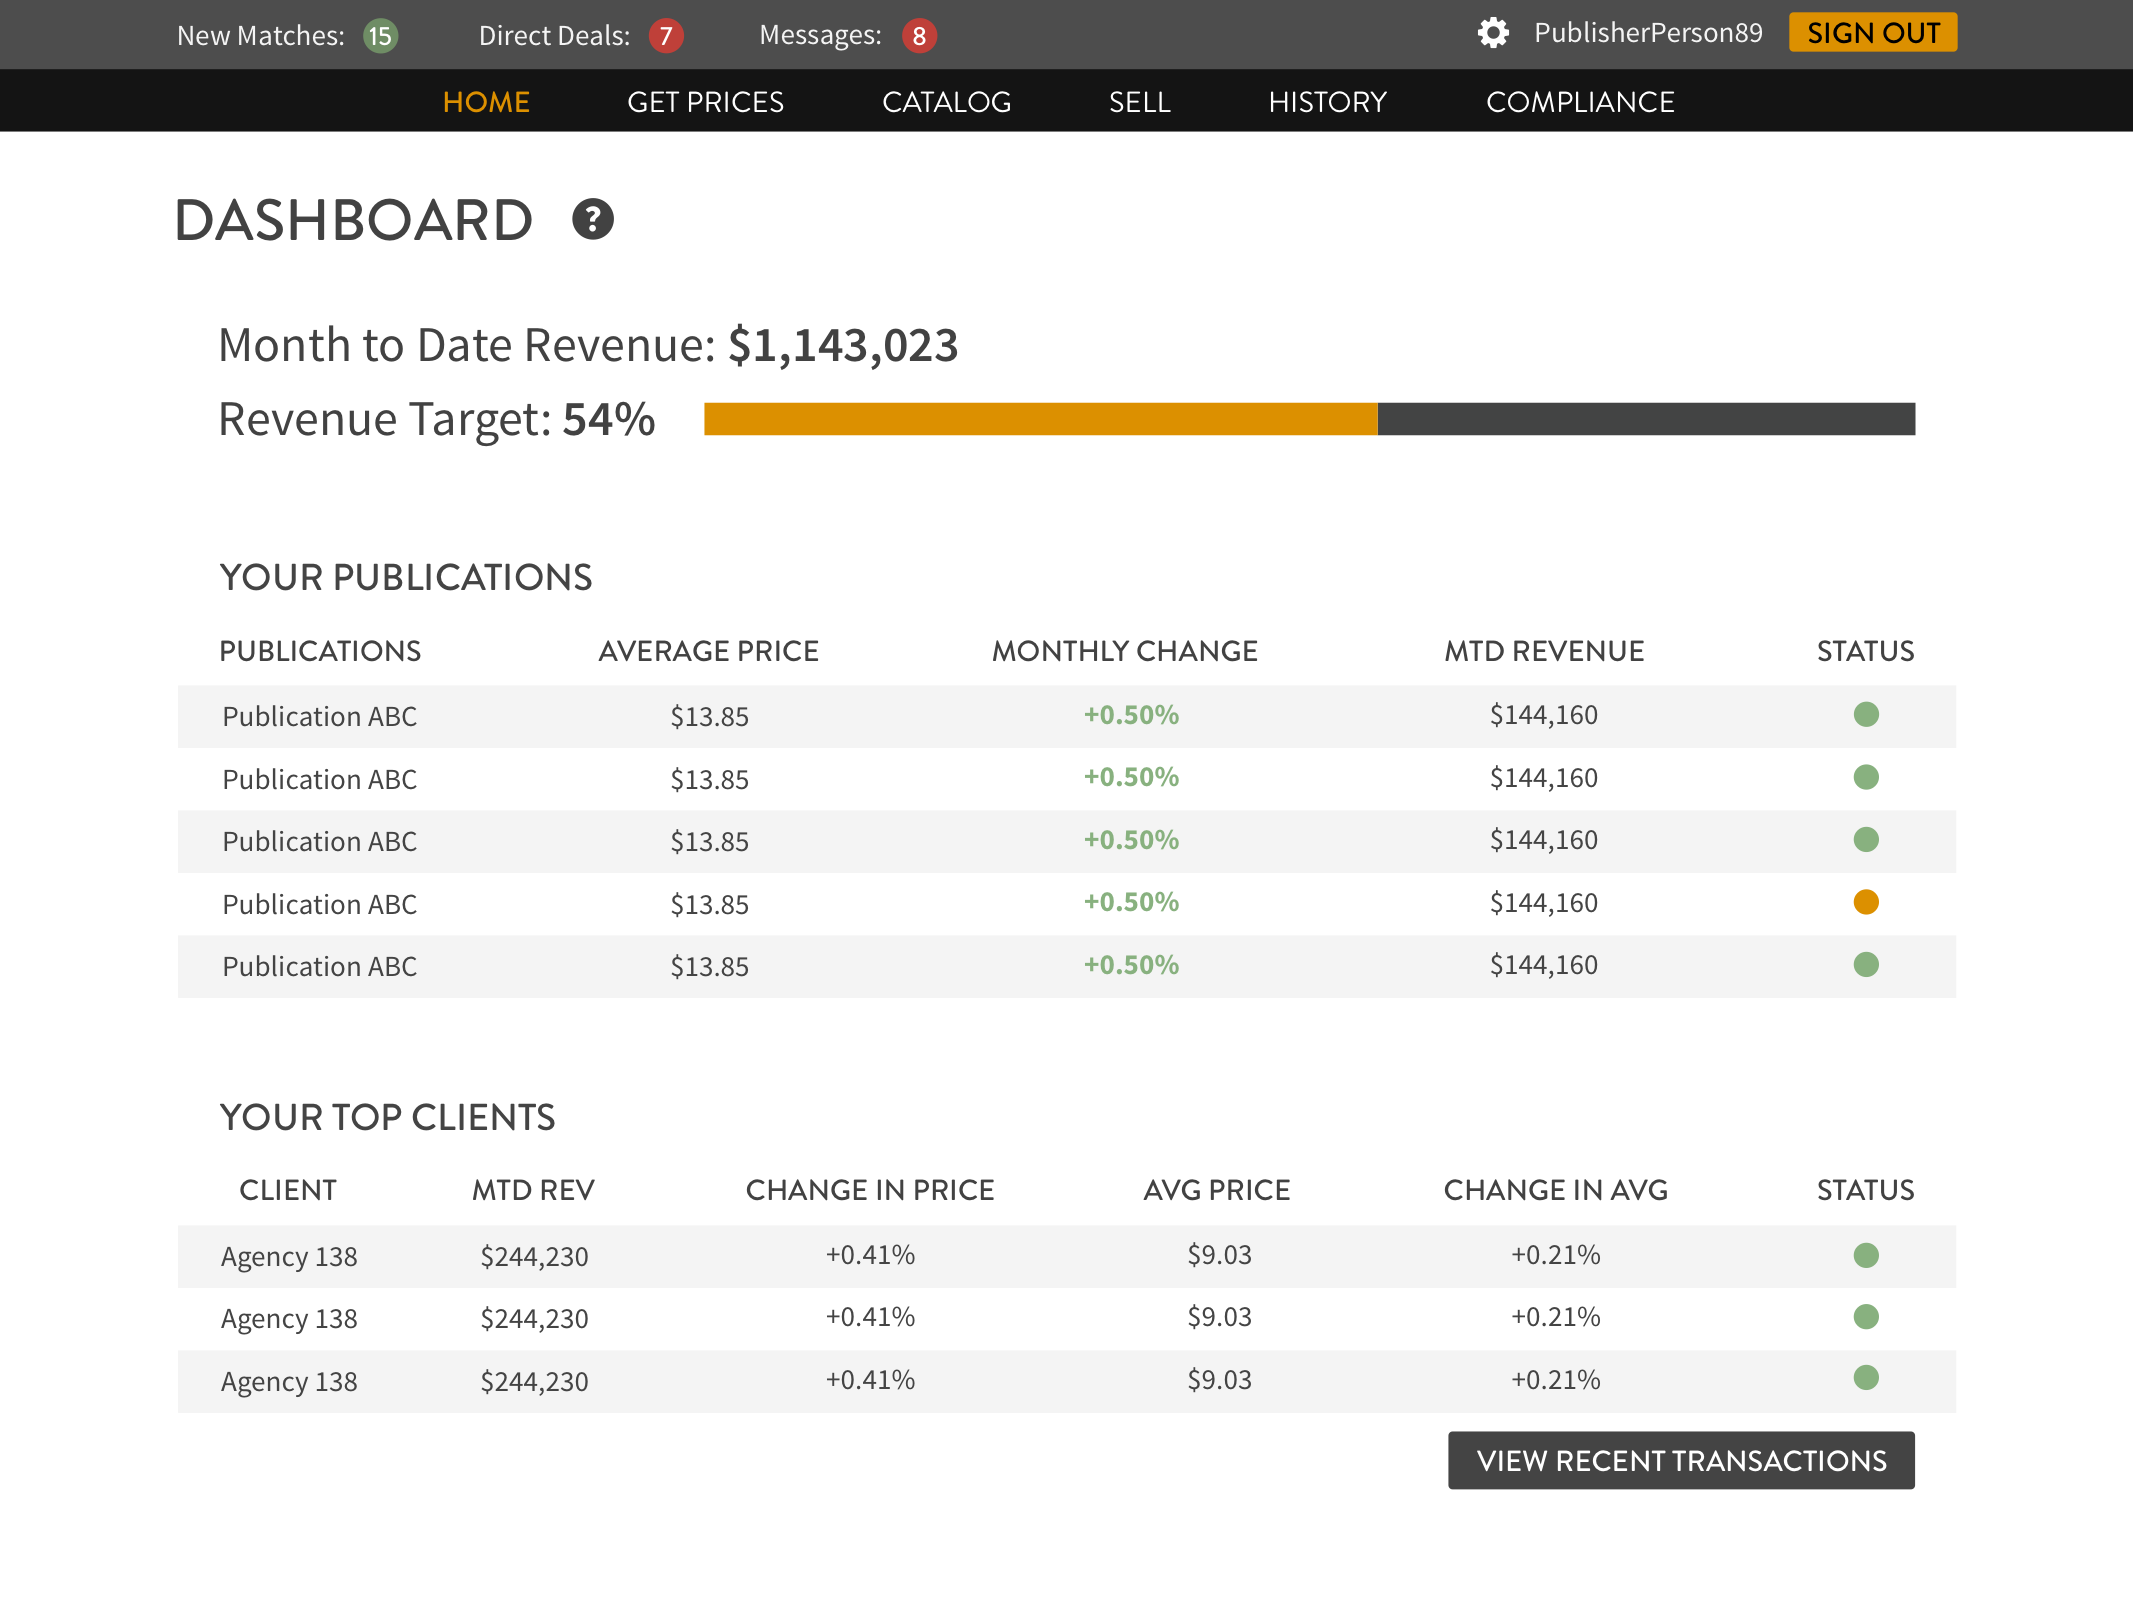 New Matches: 15 Direct Deals: 7 Messages: 8 PublisherPerson89 SIGN OUT
HOME GET PRICES CATALOG SELL HISTORY COMPLIANCE
DASHBOARD ?
Month to Date Revenue: $1,143,023
Revenue Target: 54%
YOUR PUBLICATIONS
PUBLICATIONS AVERAGE PRICE MONTHLY CHANGE MTD REVENUE STATUS
Publication ABC $13.85 +0.50% $144,160
Publication ABC $13.85 +0.50% $144,160
Publication ABC $13.85 +0.50% $144,160
Publication ABC $13.85 +0.50% $144,160
Publication ABC $13.85 +0.50% $144,160
YOUR TOP CLIENTS
CLIENT MTD REV CHANGE IN PRICE AVG PRICE CHANGE IN AVG STATUS
Agency 138 $244,230 +0.41% $9.03 +0.21%
Agency 138 $244,230 +0.41% $9.03 +0.21%
Agency 138 $244,230 +0.41% $9.03 +0.21%
VIEW RECENT TRANSACTIONS